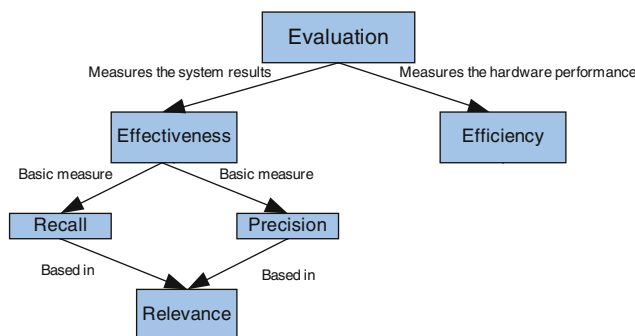 Evaluation
Measures the system results
Measures the hardware performance
Effectiveness
Efficiency
Basic measure
Basic measure
Recall
Precision
Based in
Based in
Relevance